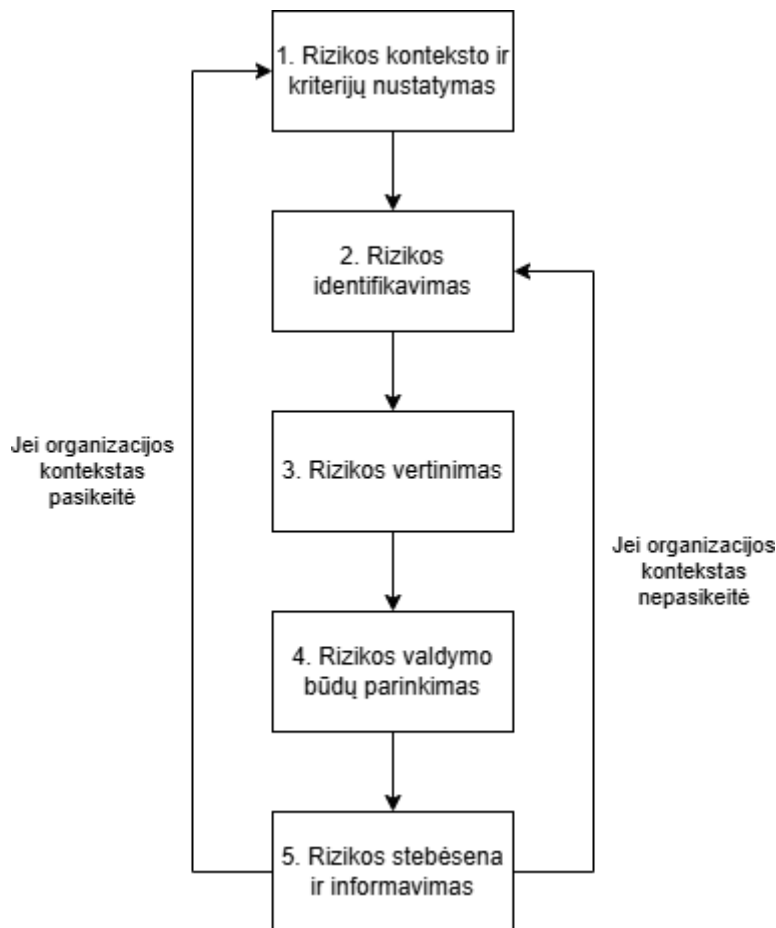 1. Rizikos konteksto ir
kriterijų nustatymas
2. Rizikos
identifikavimas
3. Rizikos vertinimas
Jei organizacijos
kontekstas
pasikeitė
Jei organizacijos
kontekstas
nepasikeitė
4. Rizikos valdymo
būdų parinkimas
5. Rizikos stebėsena
ir informavimas